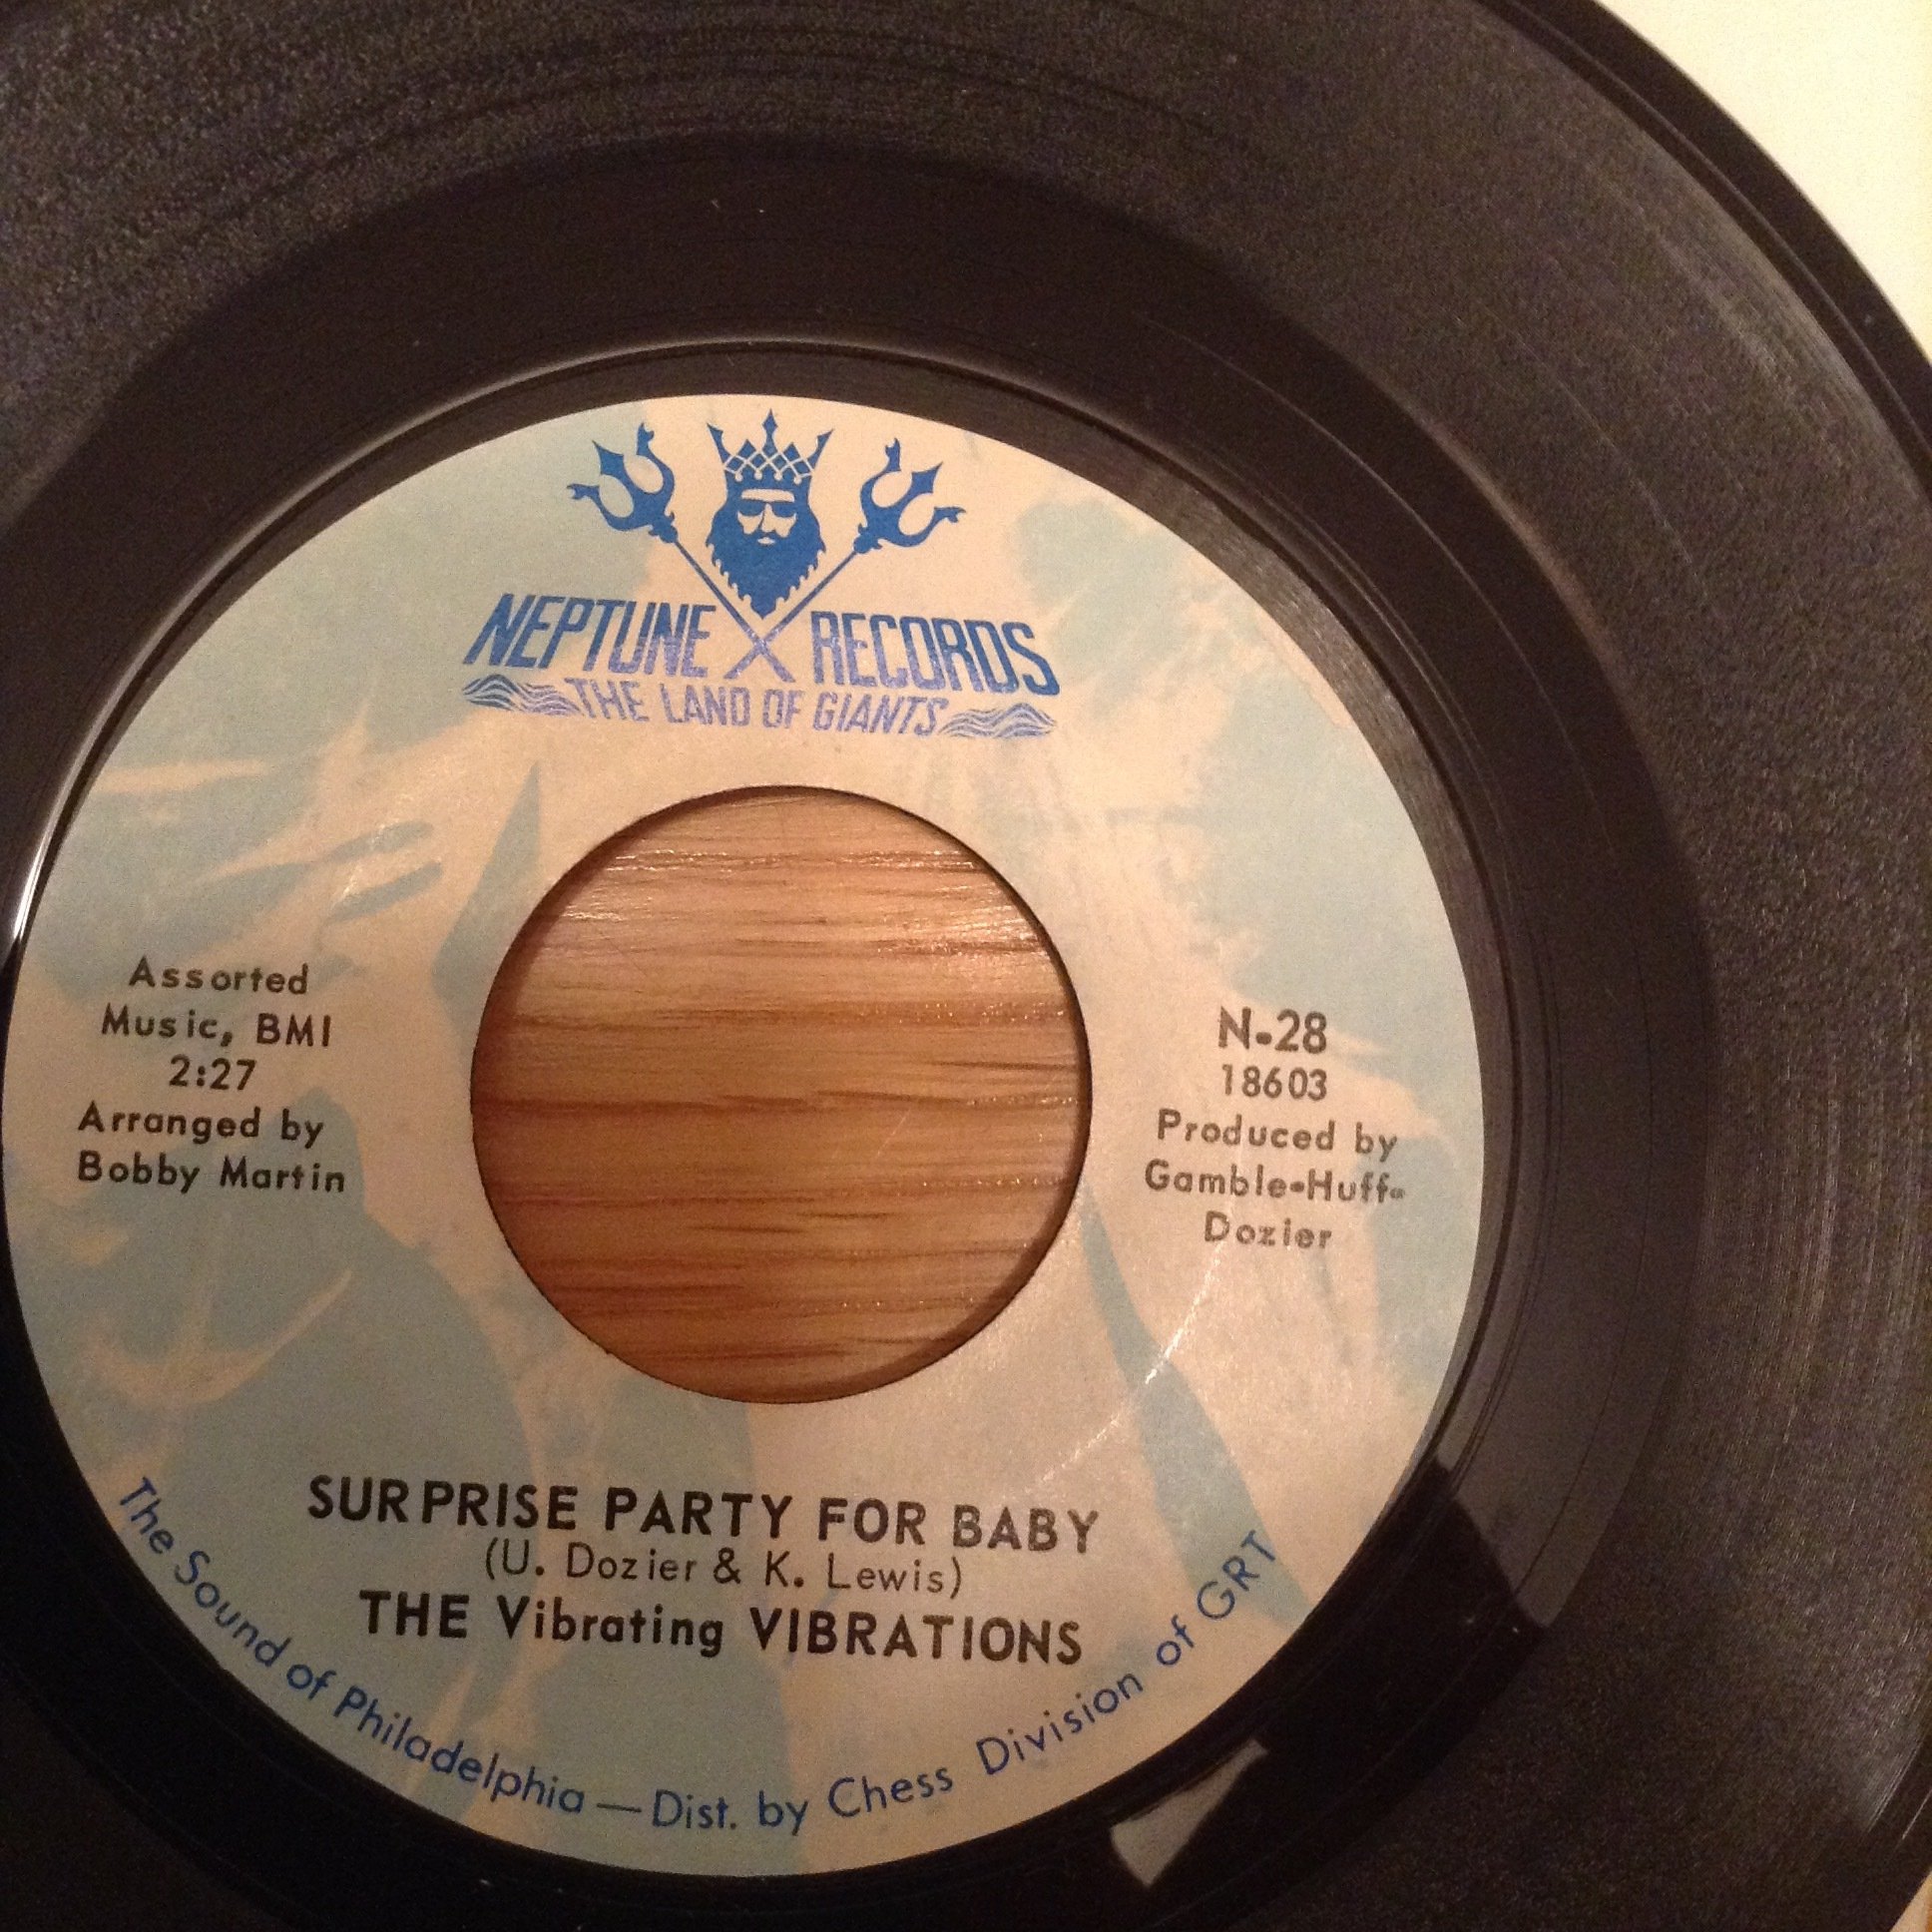 NEPTUNE RECORDS
THE LAND OF GIANTS
Assorted
Music, BMI
2:27
Arranged by
Bobby Martin
N-28
18603
Produced by
Gamble-Huff-
Dozier
SURPRISE PARTY FOR BABY
(U. Dozier & K. Lewis)
THE Vibrating VIBRATIONS
The Sound of Philadelphia — Dist. by Chess Division of GRT